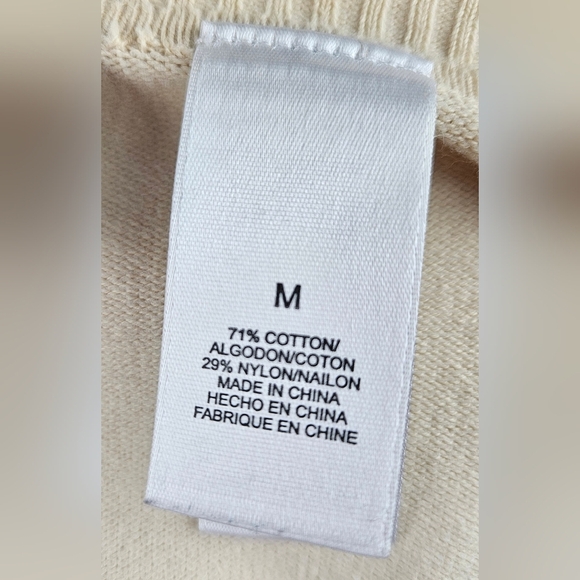 M
71% COTTON/
ALGODON/COTON
29% NYLON/NAILON
MADE IN CHINA
HECHO EN CHINA
FABRIQUE EN CHINE